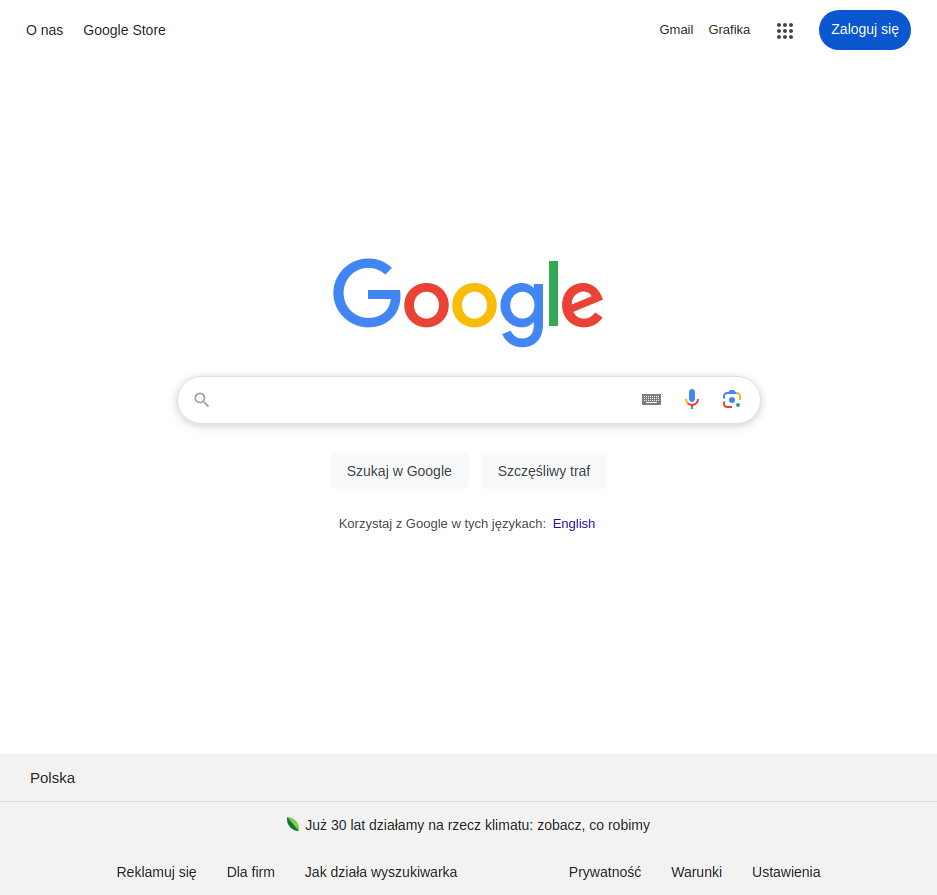 O nas Google Store Gmail Grafika Zaloguj się
Google
Szukaj w Google Szczęśliwy traf
Korzystaj z Google w tych językach: English
Polska
Już 30 lat działamy na rzecz klimatu: zobacz, co robimy
Reklamuj się Dla firm Jak działa wyszukiwarka Prywatność Warunki Ustawienia